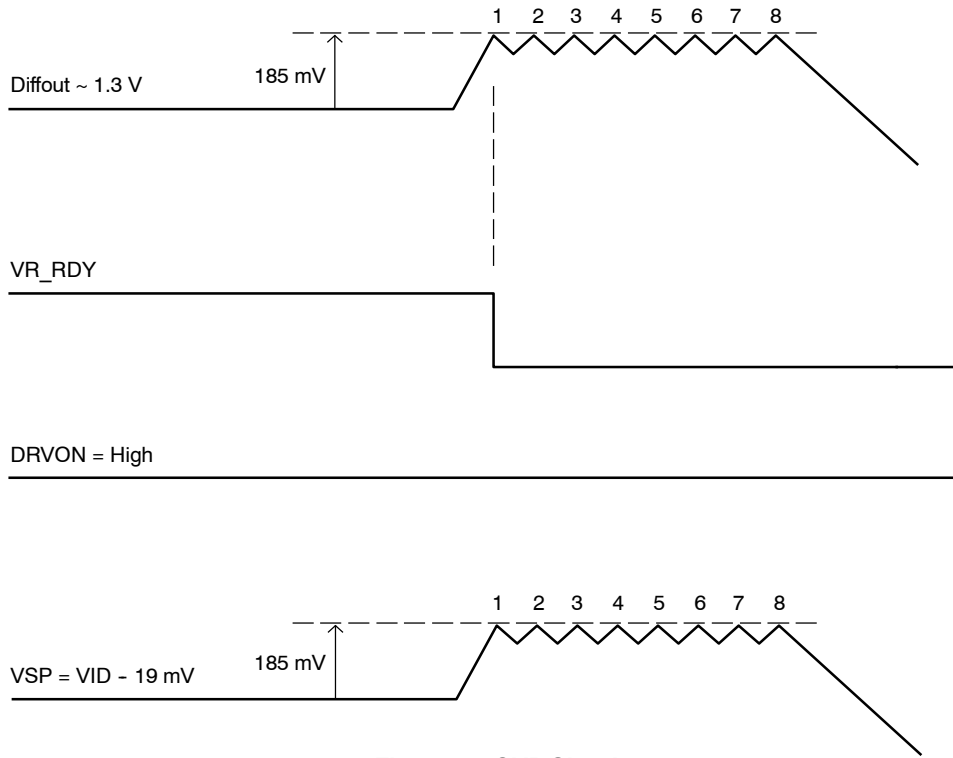 1 2 3 4 5 6 7 8
185 mV
Diffout ~ 1.3 V
VR_RDY
DRVON = High
1 2 3 4 5 6 7 8
185 mV
VSP = VID - 19 mV